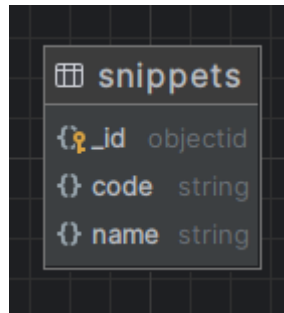 snippets
_id objectid
code string
name string